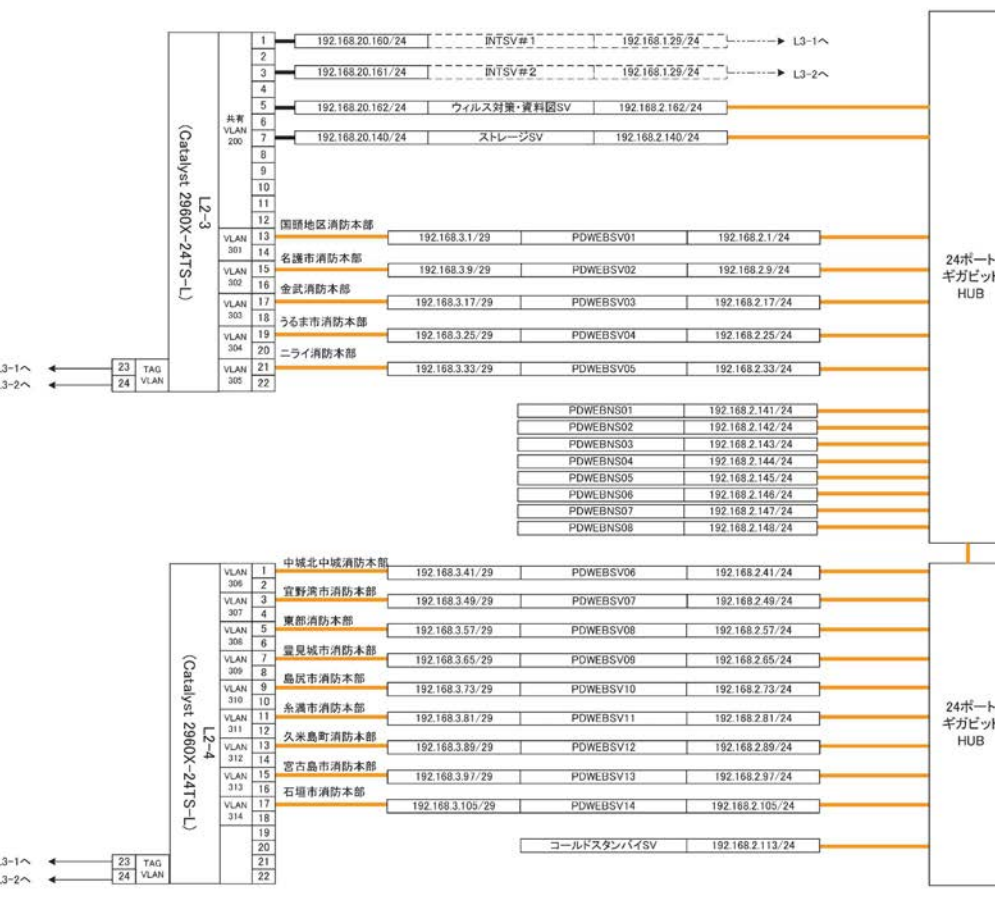 1 192.168.20.160/24 INTSV#1 192.168.1.29/24 L3-1へ
2
3 192.168.20.161/24 INTSV#2 192.168.1.29/24 L3-2へ
4
5 192.168.20.162/24 ウィルス対策・資料図SV 192.168.2.162/24
共有
VLAN
200
6
7 192.168.20.140/24 ストレージSV 192.168.2.140/24
8
9
10
11
12
L2-3
(Catalyst 2960X-24TS-L)
国頭地区消防本部
VLAN
301
13 192.168.3.1/29 PDWEBSV01 192.168.2.1/24
14
名護市消防本部
VLAN
302
15 192.168.3.9/29 PDWEBSV02 192.168.2.9/24
16
金武消防本部
VLAN
303
17 192.168.3.17/29 PDWEBSV03 192.168.2.17/24
18
うるま市消防本部
VLAN
304
19 192.168.3.25/29 PDWEBSV04 192.168.2.25/24
20
ニライ消防本部
VLAN
305
21 192.168.3.33/29 PDWEBSV05 192.168.2.33/24
22
L3-1へ 23 TAG
L3-2へ 24 VLAN
24ポート
ギガビット
HUB
PDWEBNS01 192.168.2.141/24
PDWEBNS02 192.168.2.142/24
PDWEBNS03 192.168.2.143/24
PDWEBNS04 192.168.2.144/24
PDWEBNS05 192.168.2.145/24
PDWEBNS06 192.168.2.146/24
PDWEBNS07 192.168.2.147/24
PDWEBNS08 192.168.2.148/24
中城北中城消防本部
VLAN
306
1 192.168.3.41/29 PDWEBSV06 192.168.2.41/24
2
宜野湾市消防本部
VLAN
307
3 192.168.3.49/29 PDWEBSV07 192.168.2.49/24
4
東部消防本部
VLAN
308
5 192.168.3.57/29 PDWEBSV08 192.168.2.57/24
6
豊見城市消防本部
VLAN
309
7 192.168.3.65/29 PDWEBSV09 192.168.2.65/24
8
島尻市消防本部
VLAN
310
9 192.168.3.73/29 PDWEBSV10 192.168.2.73/24
10
糸満市消防本部
VLAN
311
11 192.168.3.81/29 PDWEBSV11 192.168.2.81/24
12
久米島町消防本部
VLAN
312
13 192.168.3.89/29 PDWEBSV12 192.168.2.89/24
14
宮古島市消防本部
VLAN
313
15 192.168.3.97/29 PDWEBSV13 192.168.2.97/24
16
石垣市消防本部
VLAN
314
17 192.168.3.105/29 PDWEBSV14 192.168.2.105/24
18
19
20 コールドスタンバイSV 192.168.2.113/24
21
22
L2-4
(Catalyst 2960X-24TS-L)
L3-1へ 23 TAG
L3-2へ 24 VLAN
24ポート
ギガビット
HUB